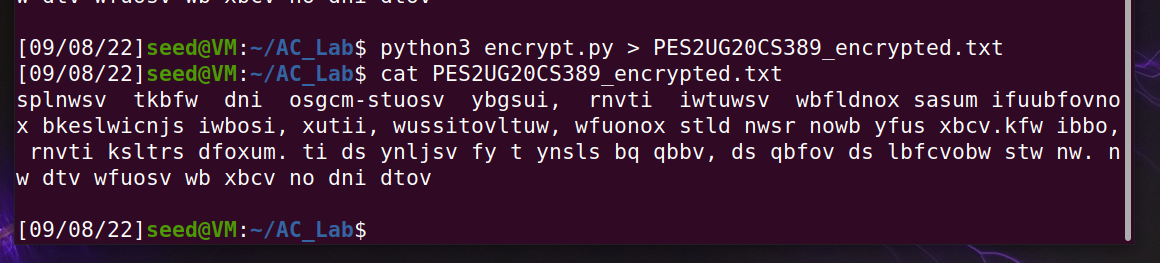 w dtv wfuosv wb xbcv no dni dtov
[09/08/22]seed@VM:~/AC_Lab$ python3 encrypt.py > PES2UG20CS389_encrypted.txt
[09/08/22]seed@VM:~/AC_Lab$ cat PES2UG20CS389_encrypted.txt
splnwsv  tkbfw  dni  osgcm-stuosv  ybgsui,  rnvti  iwtuwsv  wbfldnox sasum ifuubfovno
x bkeslwicnjs iwbosi, xutii, wussitovltuw, wfuonox stld nwsr nowb yfus xbcv.kfw ibbo,
 rnvti ksltrs dfoxum. ti ds ynljsv fy t ynsls bq qbbv, ds qbfov ds lbfcvobw stw nw. n
w dtv wfuosv wb xbcv no dni dtov
[09/08/22]seed@VM:~/AC_Lab$